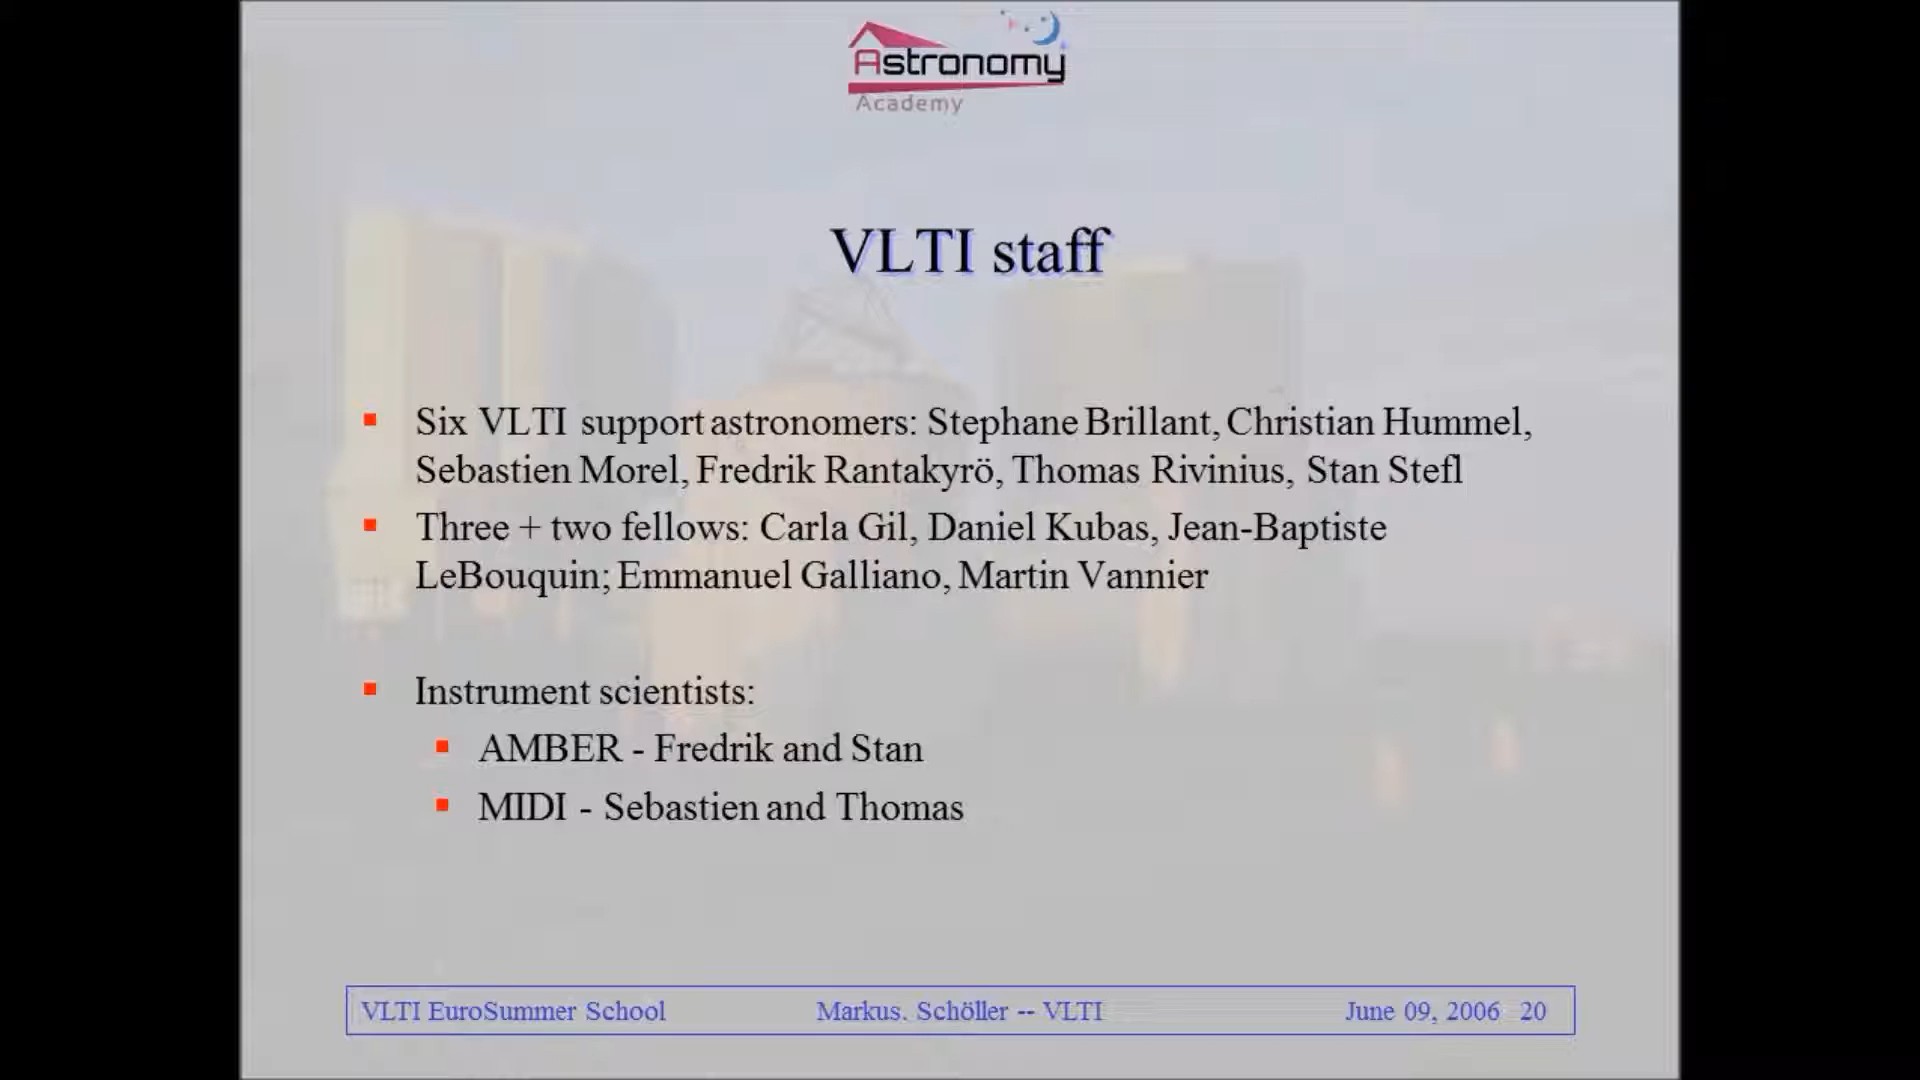 Astronomy
Academy
VLTI staff
Six VLTI support astronomers: Stephane Brillant, Christian Hummel,
Sebastien Morel, Fredrik Rantakyrö, Thomas Rivinius, Stan Stefl
Three + two fellows: Carla Gil, Daniel Kubas, Jean-Baptiste
LeBouquin; Emmanuel Galliano, Martin Vannier
Instrument scientists:
AMBER - Fredrik and Stan
MIDI - Sebastien and Thomas
VLTI EuroSummer School Markus. Schöller -- VLTI June 09, 2006 20